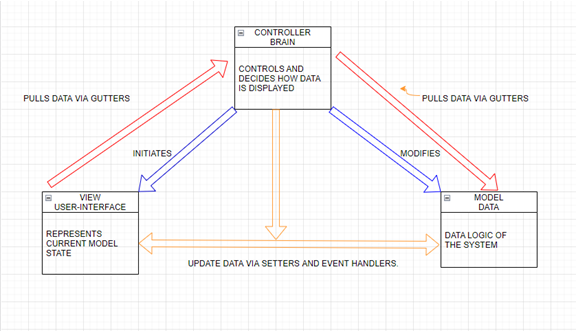 CONTROLLER
BRAIN
CONTROLS AND
DECIDES HOW DATA
IS DISPLAYED
PULLS DATA VIA GUTTERS
PULLS DATA VIA GUTTERS
INITIATES
MODIFIES
VIEW
USER-INTERFACE
REPRESENTS
CURRENT MODEL
STATE
MODEL
DATA
DATA LOGIC OF
THE SYSTEM
UPDATE DATA VIA SETTERS AND EVENT HANDLERS.